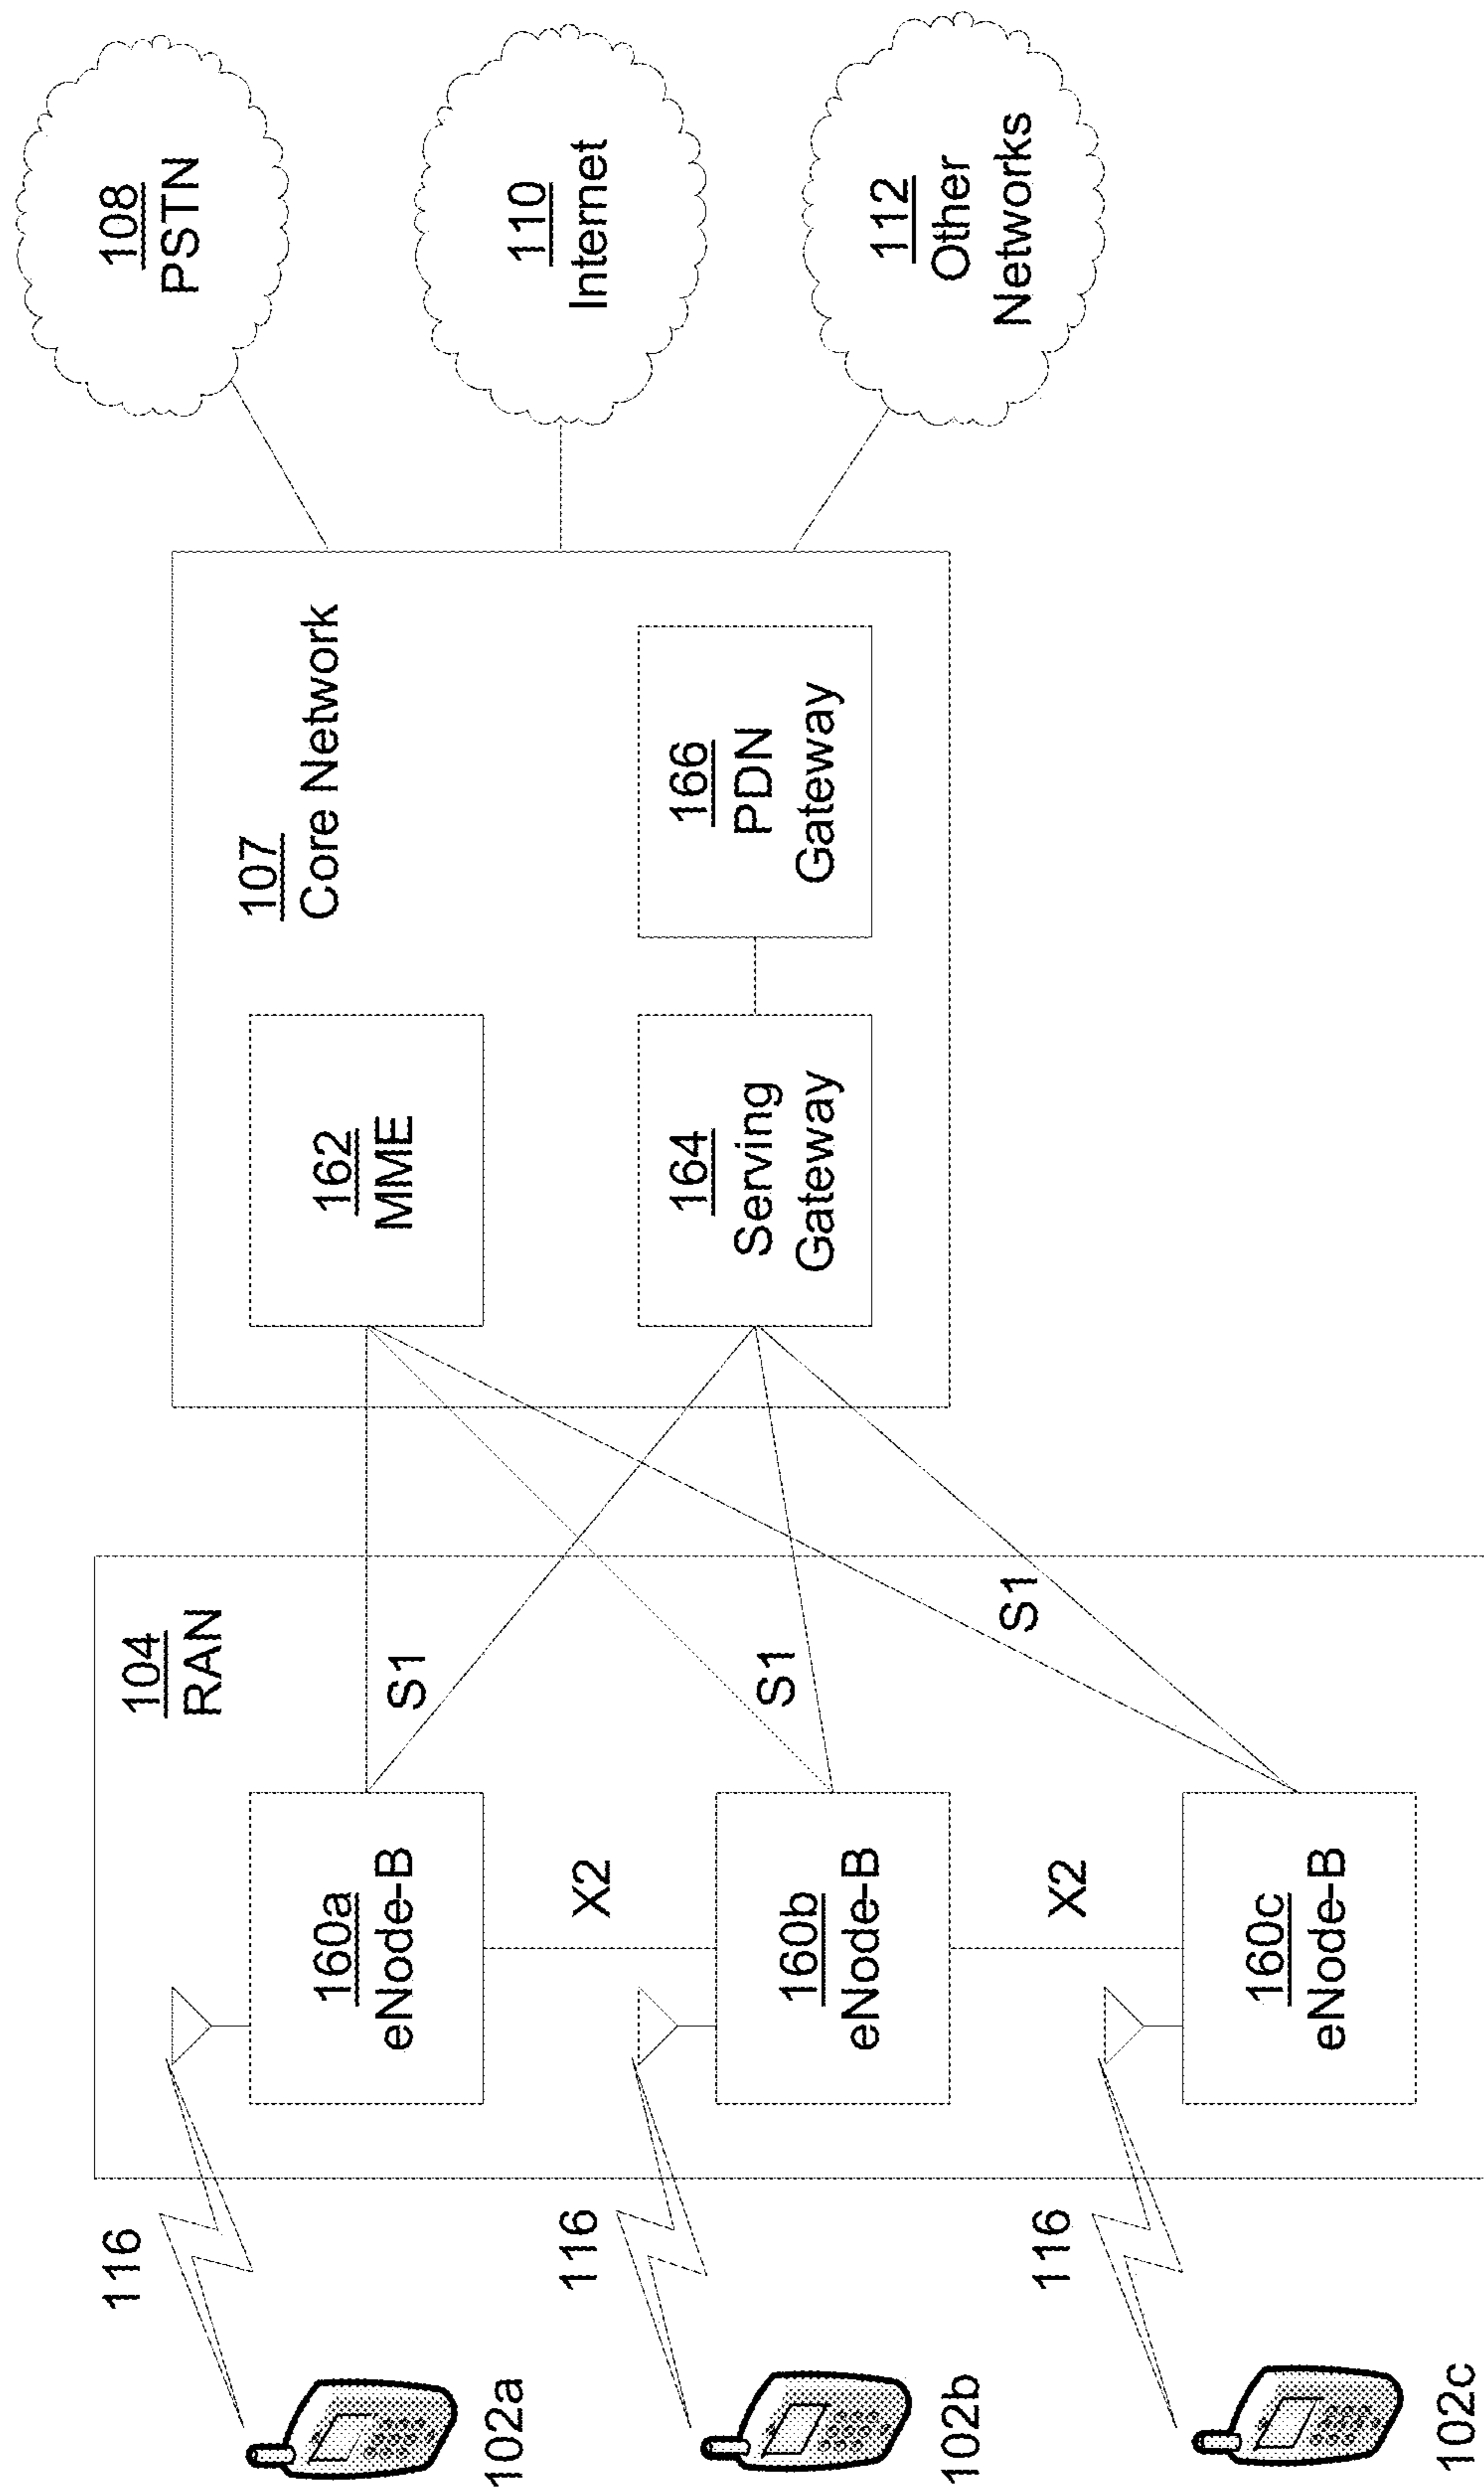 102a
116
104
RAN
160a
eNode-B
S1
X2
102b
116
160b
eNode-B
S1
X2
102c
116
160c
eNode-B
S1
107
Core Network
162
MME
164
Serving
Gateway
166
PDN
Gateway
108
PSTN
110
Internet
112
Other
Networks